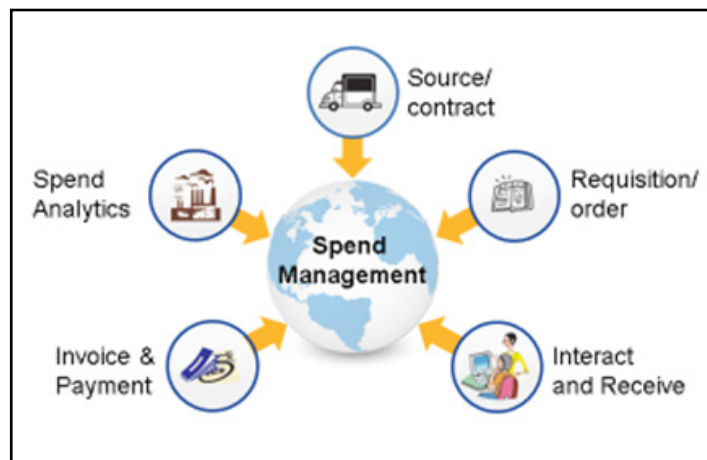 Source/
contract
Spend
Analytics
Requisition/
order
Spend
Management
Invoice &
Payment
Interact
and Receive